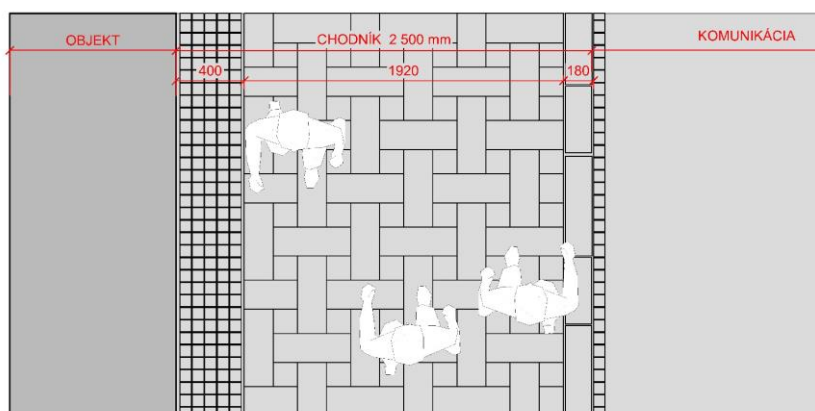 OBJEKT
CHODNÍK 2 500 mm
KOMUNIKÁCIA
400
1920
180